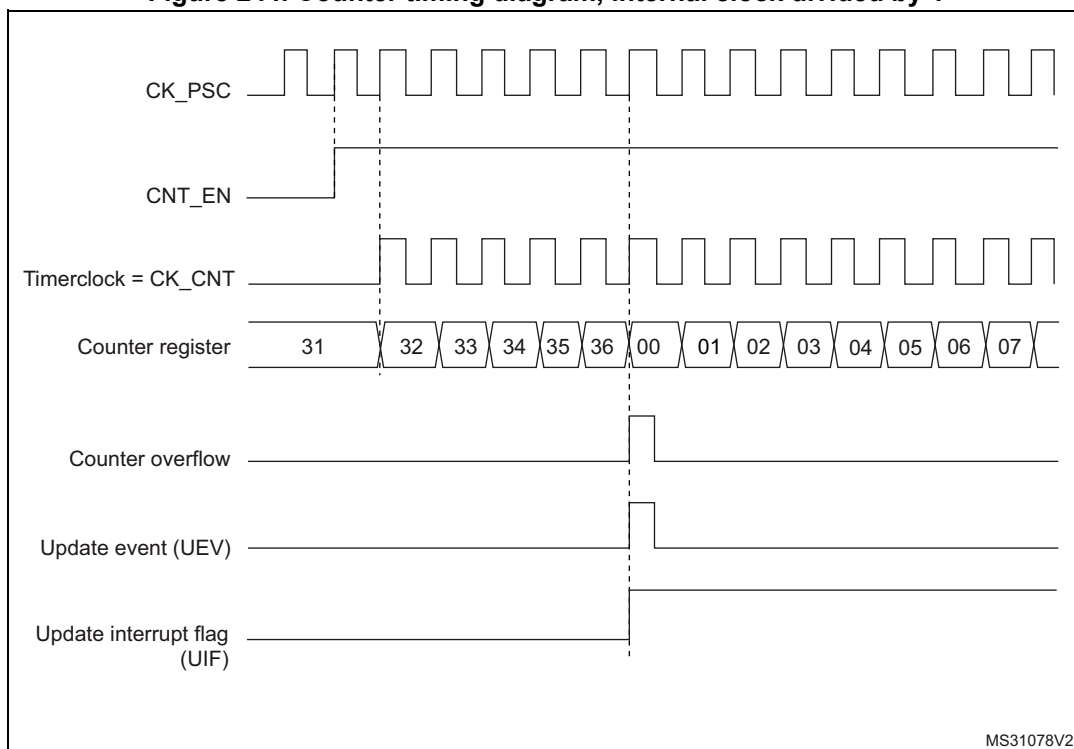 CK_PSC
CNT_EN
Timerclock = CK_CNT
Counter register 31 32 33 34 35 36 00 01 02 03 04 05 06 07
Counter overflow
Update event (UEV)
Update interrupt flag
(UIF)
MS31078V2